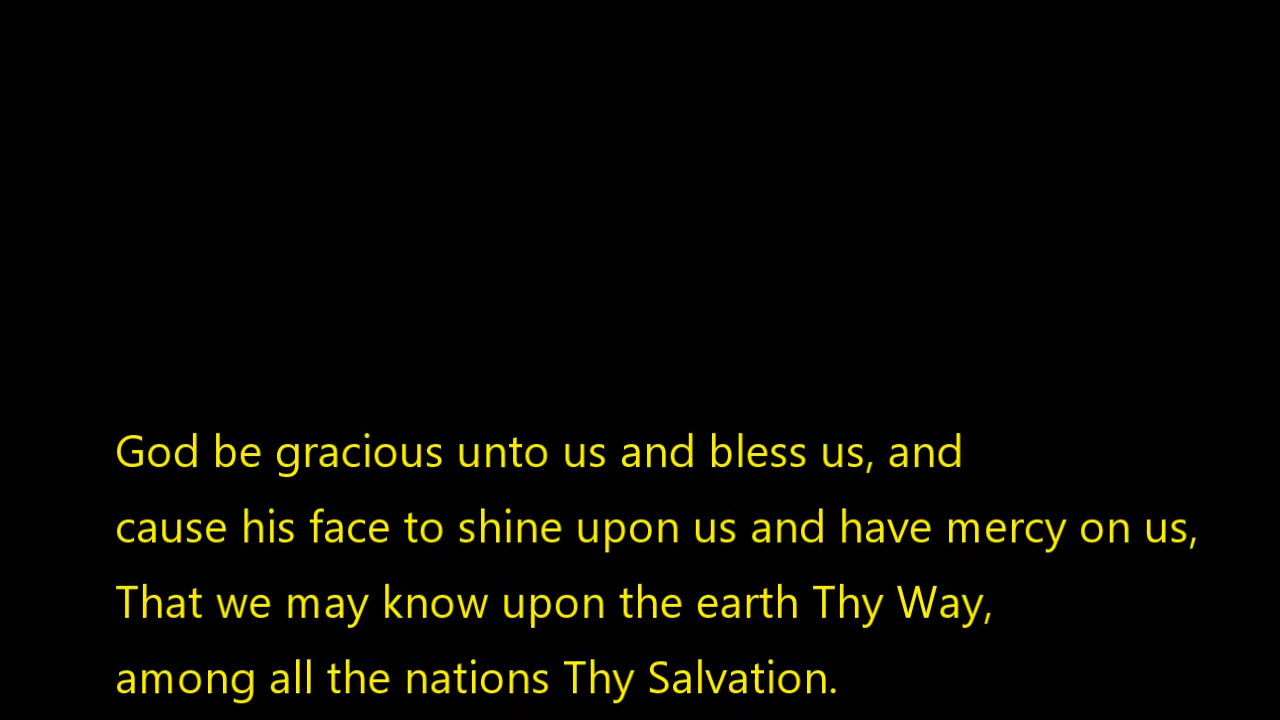 God be gracious unto us and bless us, and
cause his face to shine upon us and have mercy on us,
That we may know upon the earth Thy Way,
among all the nations Thy Salvation.